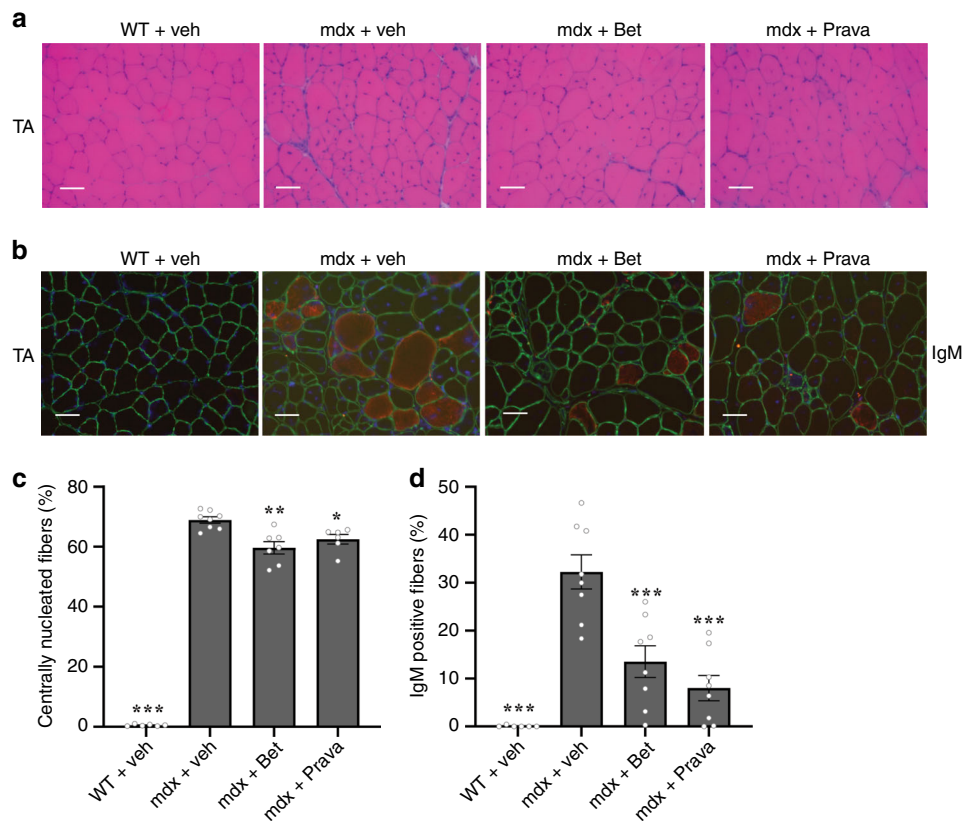 a
WT + veh mdx + veh mdx + Bet mdx + Prava
TA
b
WT + veh mdx + veh mdx + Bet mdx + Prava
TA IgM
c
Centrally nucleated fibers (%)
80
60
40
20
0
***
**
*
WT + veh
mdx + veh
mdx + Bet
mdx + Prava
d
IgM positive fibers (%)
50
40
30
20
10
0
***
***
***
WT + veh
mdx + veh
mdx + Bet
mdx + Prava